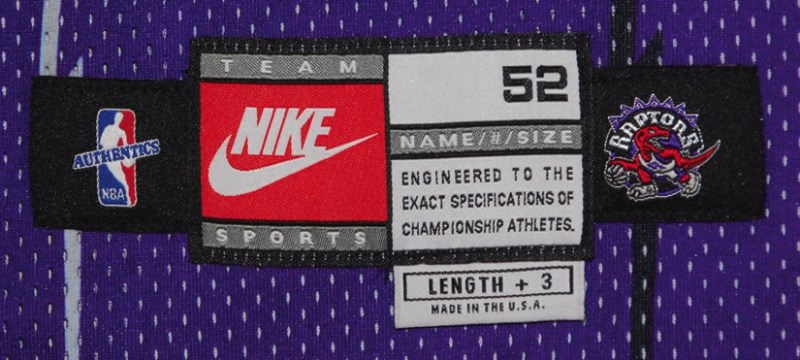 AUTHENTICS
NBA
TEAM
NIKE
SPORTS
52
NAME/#/SIZE
ENGINEERED TO THE
EXACT SPECIFICATIONS OF
CHAMPIONSHIP ATHLETES.
LENGTH + 3
MADE IN THE U.S.A.
RAPTORS